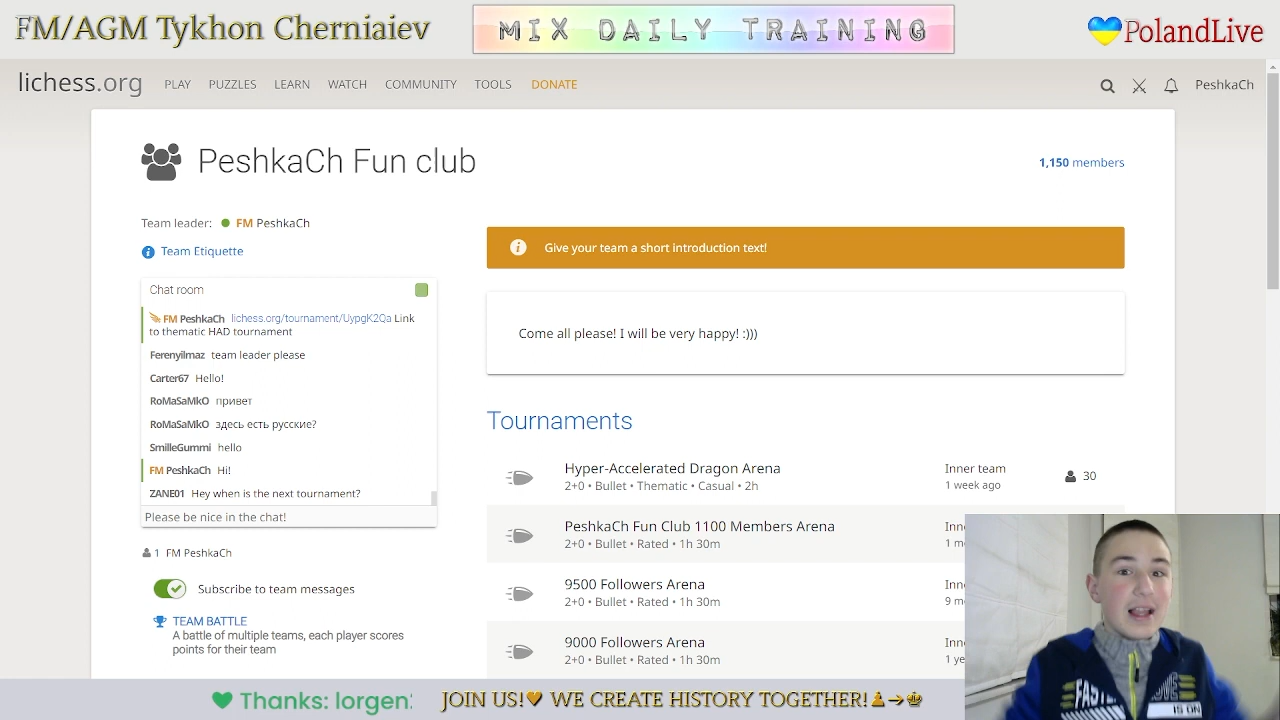 FM/AGM Tykhon Cherniaiev
MIX DAILY TRAINING
PolandLive
lichess.org
PLAY PUZZLES LEARN WATCH COMMUNITY TOOLS DONATE
PeshkaCh
PeshkaCh Fun club
1,150 members
Team leader: FM PeshkaCh
Team Etiquette
Give your team a short introduction text!
Chat room
FM PeshkaCh lichess.org/tournament/UypgK2Qa Link
to thematic HAD tournament
Ferenyilmaz team leader please
Carter67 Hello!
RoMaSaMkO привет
RoMaSaMkO здесь есть русские?
SmilleGummi hello
FM PeshkaCh Hi!
ZANE01 Hey when is the next tournament?
Please be nice in the chat!
1 FM PeshkaCh
Subscribe to team messages
TEAM BATTLE
A battle of multiple teams, each player scores
points for their team
Come all please! I will be very happy! :)))
Tournaments
Hyper-Accelerated Dragon Arena
2+0 • Bullet • Thematic • Casual • 2h
Inner team
1 week ago
30
PeshkaCh Fun Club 1100 Members Arena
2+0 • Bullet • Rated • 1h 30m
9500 Followers Arena
2+0 • Bullet • Rated • 1h 30m
9000 Followers Arena
2+0 • Bullet • Rated • 1h 30m
IS ON
Thanks: lorgen
JOIN US! WE CREATE HISTORY TOGETHER!